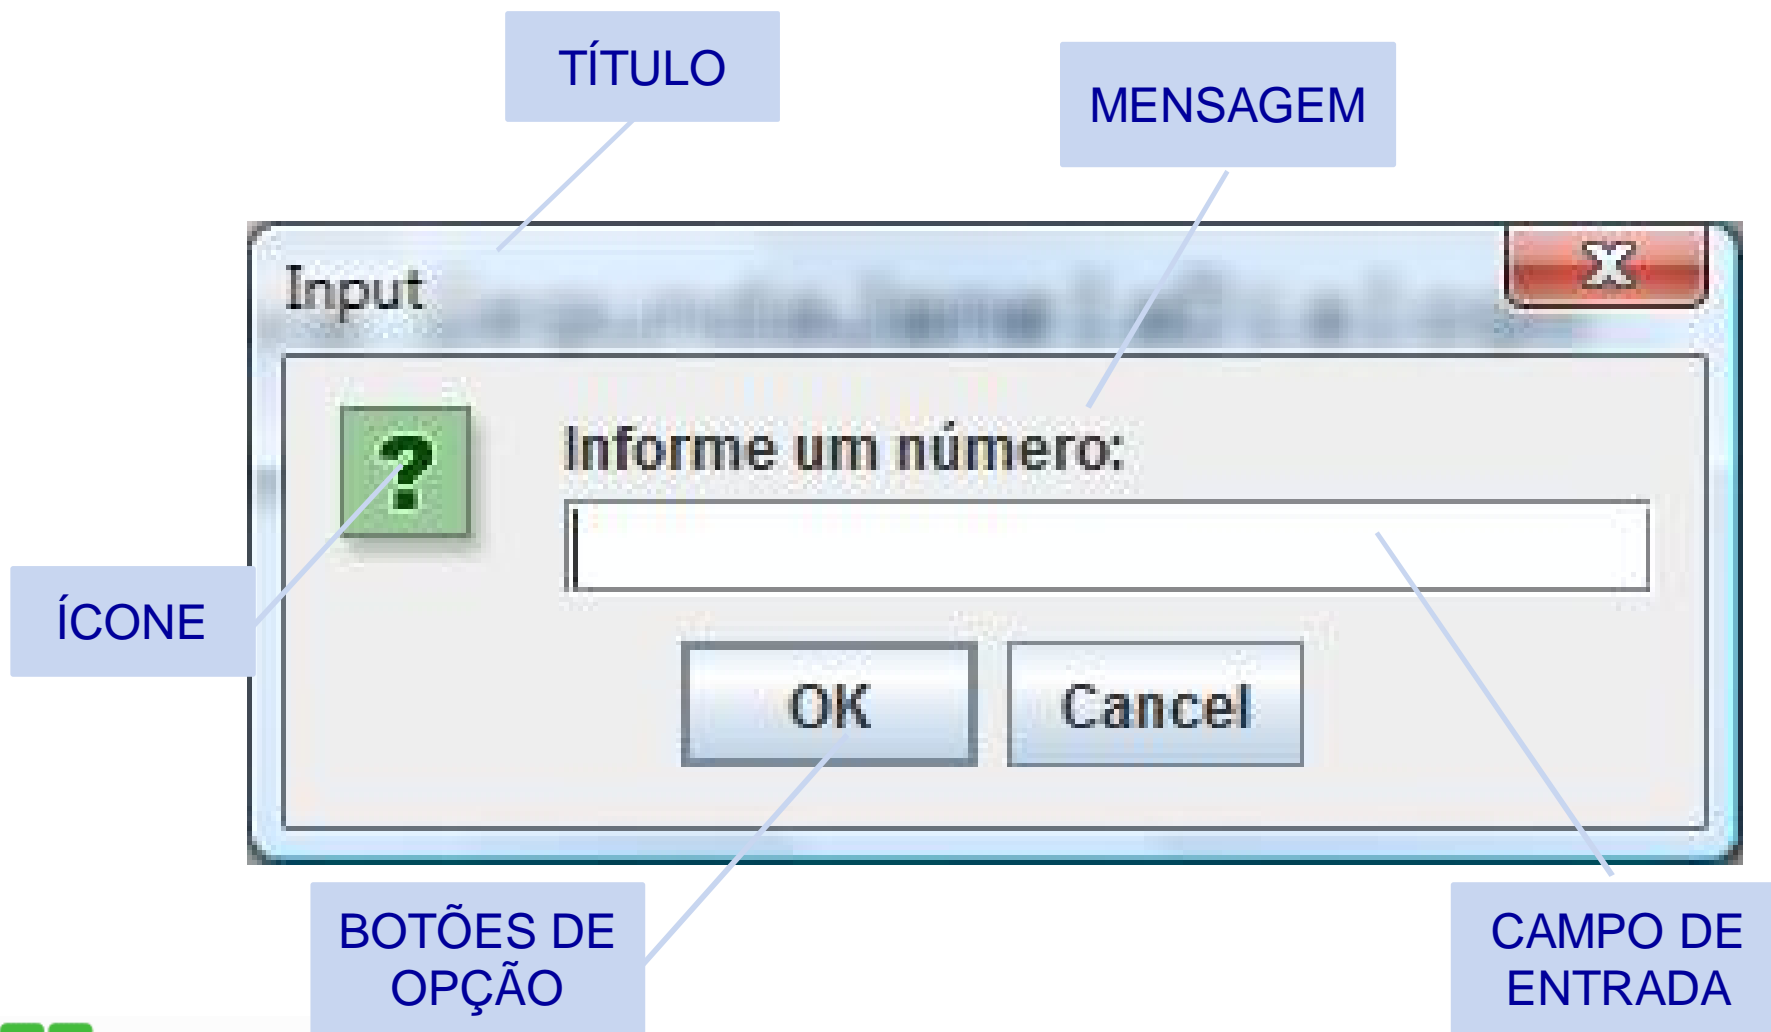 TÍTULO
MENSAGEM
Input
X
?
Informe um número:
ÍCONE
OK
Cancel
BOTÕES DE
OPÇÃO
CAMPO DE
ENTRADA